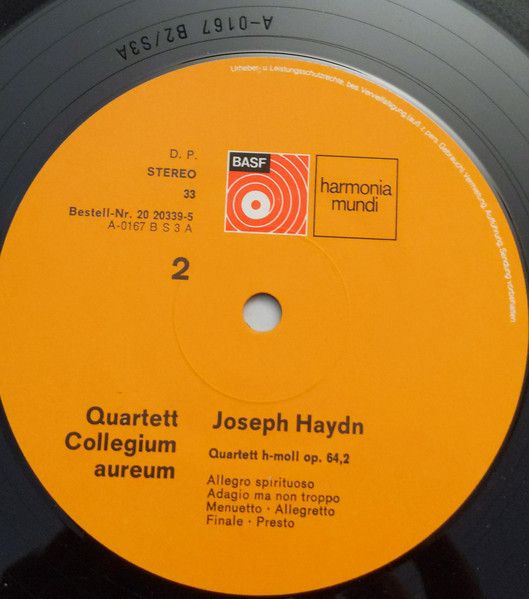 A-0167 B2/S3A
Urheber- u Leistungsschutzrechte, bes. Vervielfältigung (auß. z. pers. Gebrauch), Vermietung, Aufführung, Sendung vorbehalten
D. P.
STEREO
33
Bestell-Nr. 20 20339-5
A-0167 B S 3 A
BASF
harmonia
mundi
2
Quartett
Collegium
aureum
Joseph Haydn
Quartett h-moll op. 64,2
Allegro spirituoso
Adagio ma non troppo
Menuetto · Allegretto
Finale · Presto